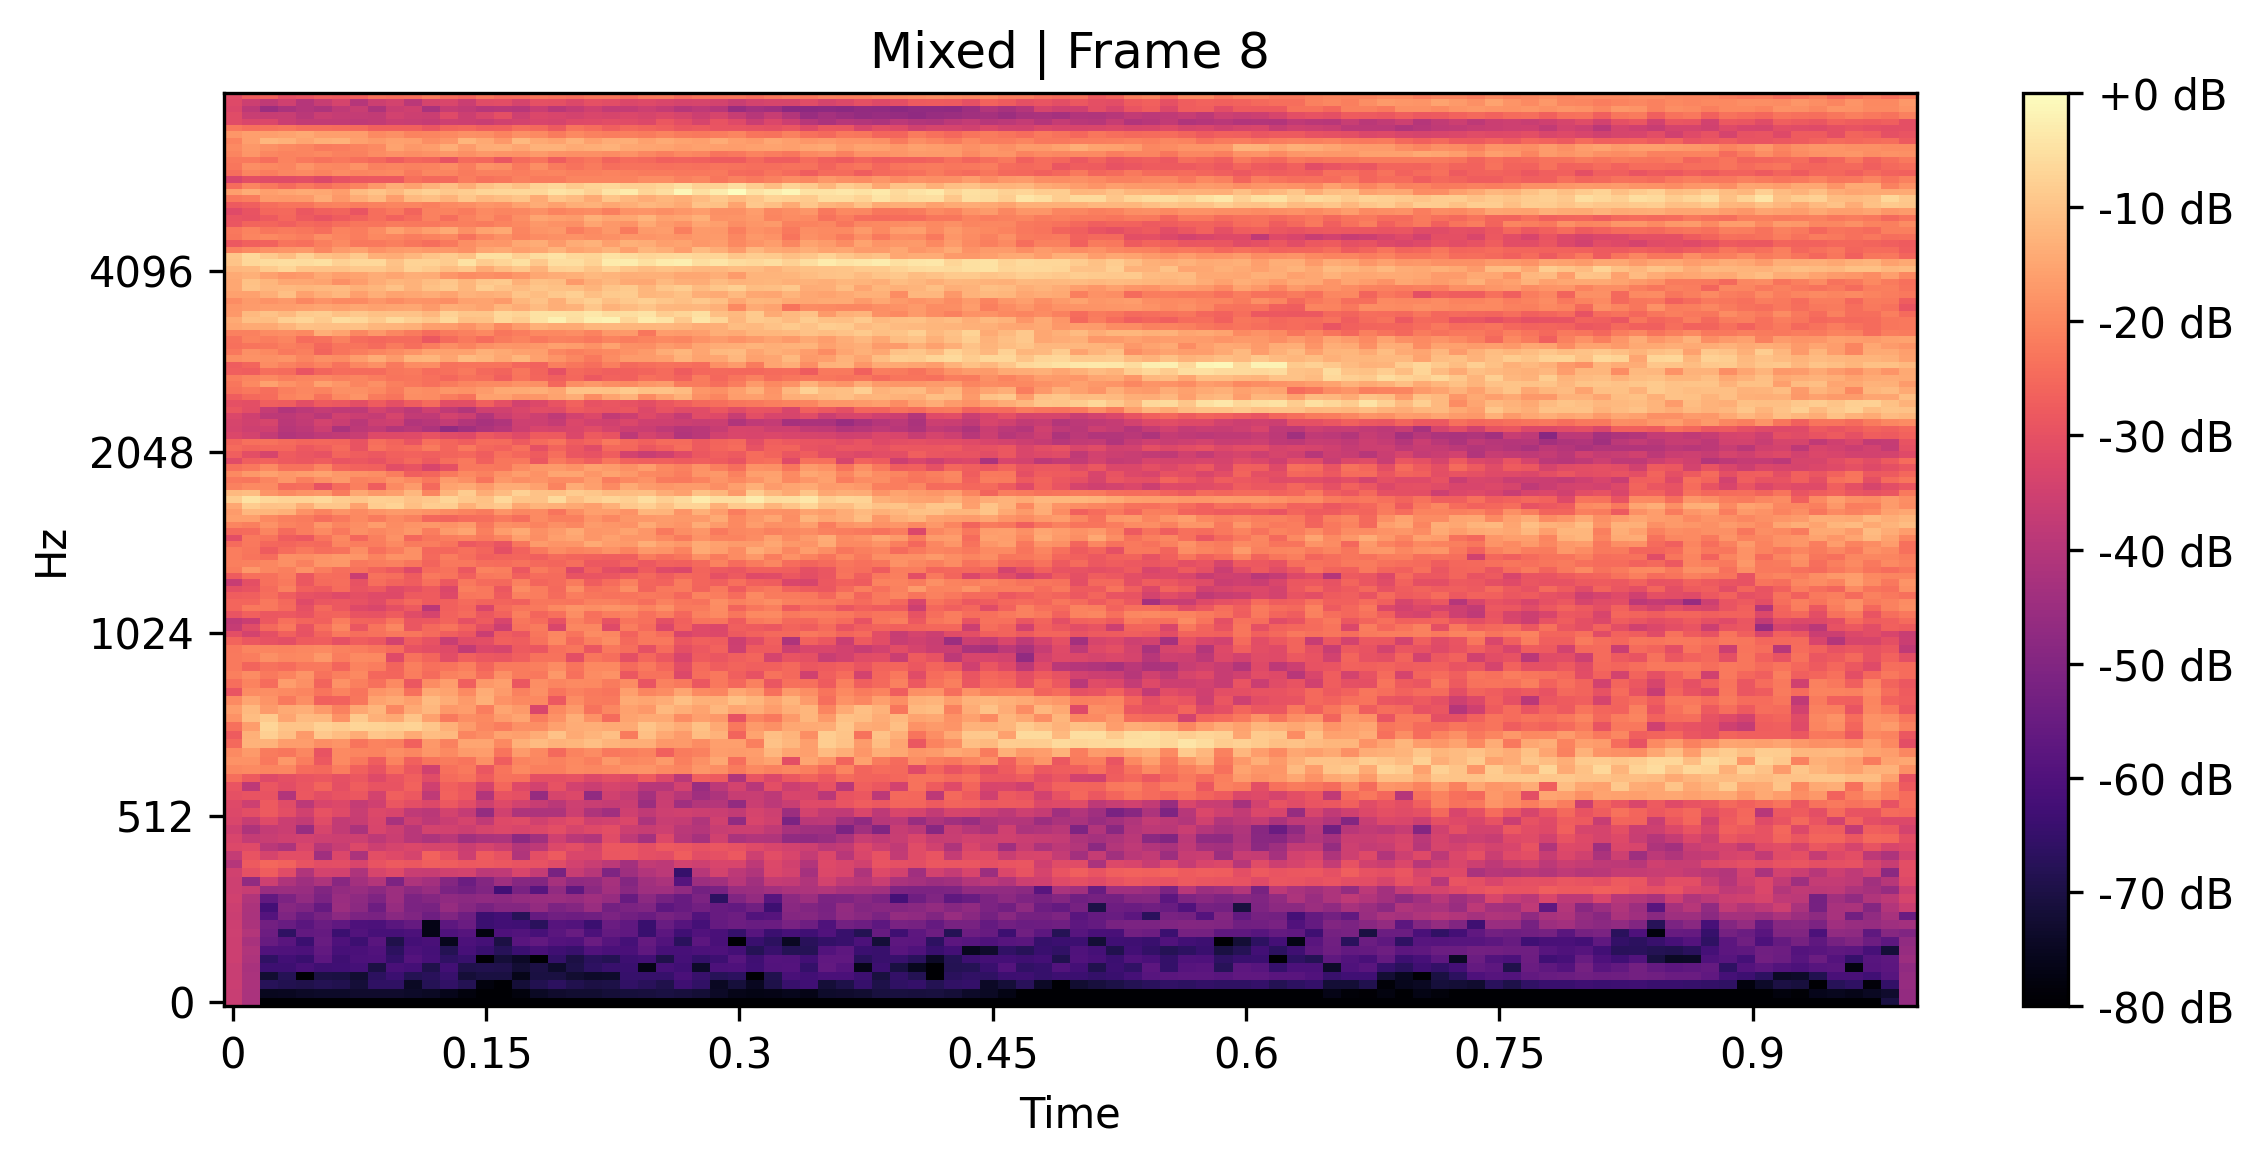 Mixed | Frame 8
+0 dB
-10 dB
-20 dB
-30 dB
-40 dB
-50 dB
-60 dB
-70 dB
-80 dB
4096
2048
1024
512
0
Hz
0 0.15 0.3 0.45 0.6 0.75 0.9
Time